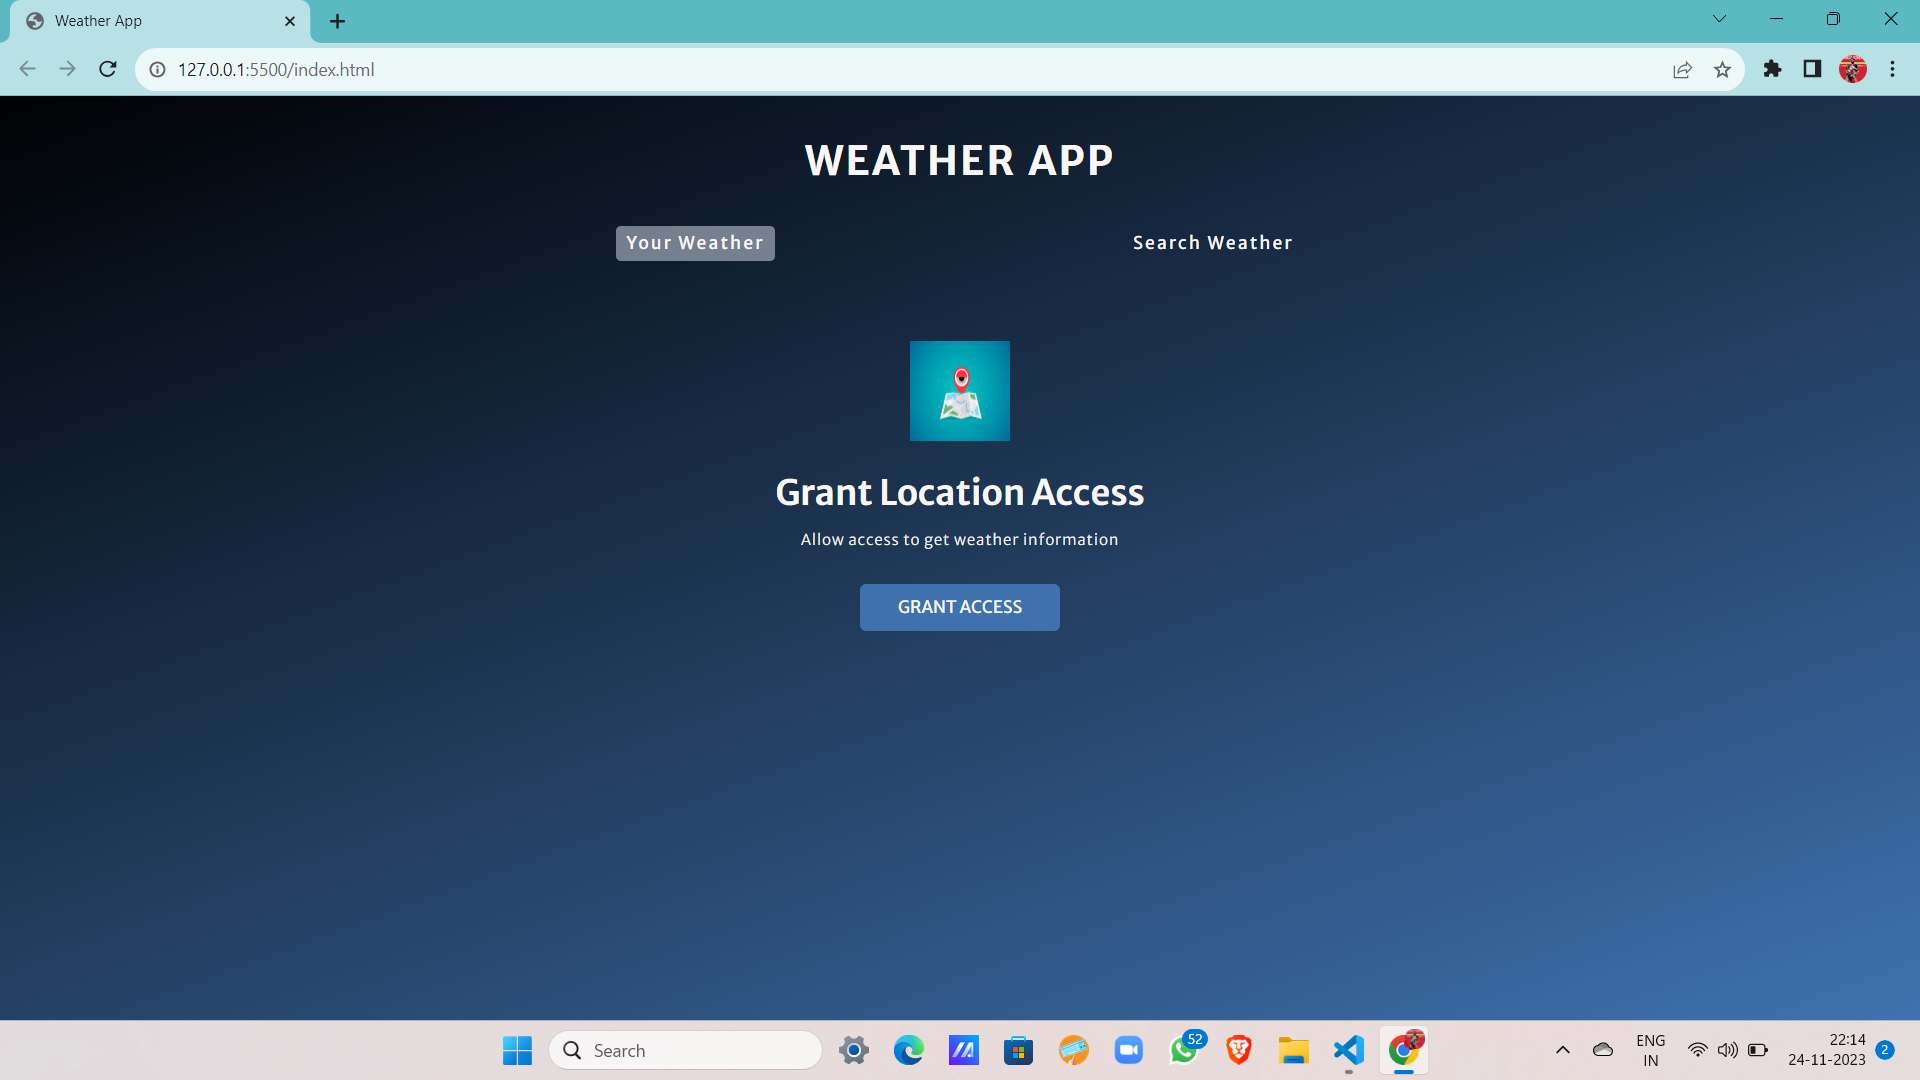 Weather App
127.0.0.1:5500/index.html
WEATHER APP
Your Weather
Search Weather
Grant Location Access
Allow access to get weather information
GRANT ACCESS
Search
52
ENG
IN
22:14
24-11-2023
2